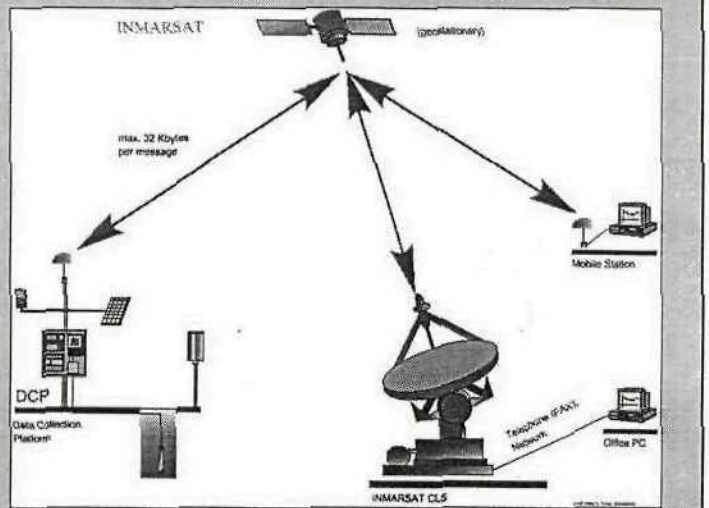 INMARSAT
(geostationary)
max. 32 Kbytes
per message
Mobile Station
DCP
Data Collection
Platform
Telephone (FAX),
Network
Office PC
INMARSAT CLS